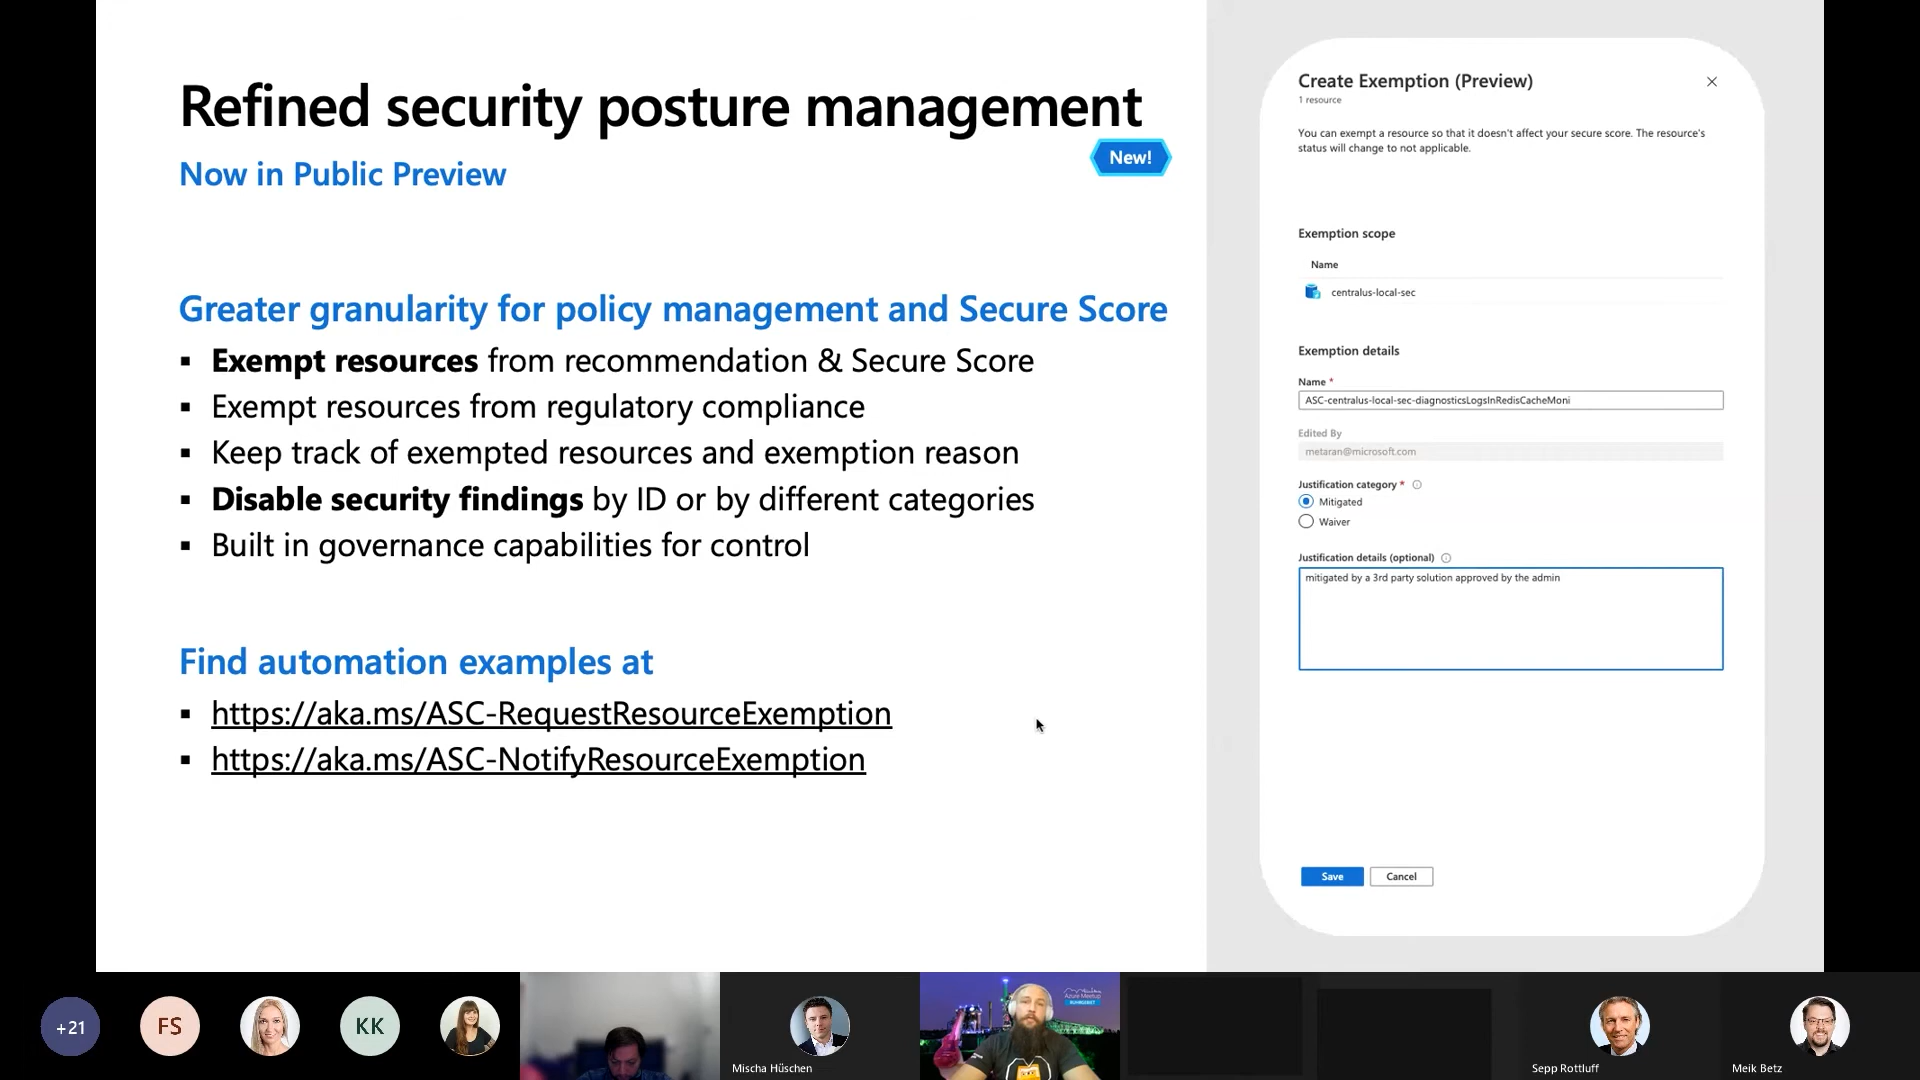 Refined security posture management
New!
Now in Public Preview
Greater granularity for policy management and Secure Score
▪ Exempt resources from recommendation & Secure Score
▪ Exempt resources from regulatory compliance
▪ Keep track of exempted resources and exemption reason
▪ Disable security findings by ID or by different categories
▪ Built in governance capabilities for control
Find automation examples at
▪ https://aka.ms/ASC-RequestResourceExemption
▪ https://aka.ms/ASC-NotifyResourceExemption
Create Exemption (Preview)
1 resource
You can exempt a resource so that it doesn't affect your secure score. The resource's
status will change to not applicable.
Exemption scope
Name
centralus-local-sec
Exemption details
Name *
ASC-centralus-local-sec-diagnosticsLogsInRedisCacheMoni
Edited By
metaran@microsoft.com
Justification category *
Mitigated
Waiver
Justification details (optional)
mitigated by a 3rd party solution approved by the admin
Save Cancel
+21
FS
KK
Mischa Hüschen
Azure Meetup
RUHRGEBIET
Sepp Rottluff
Meik Betz